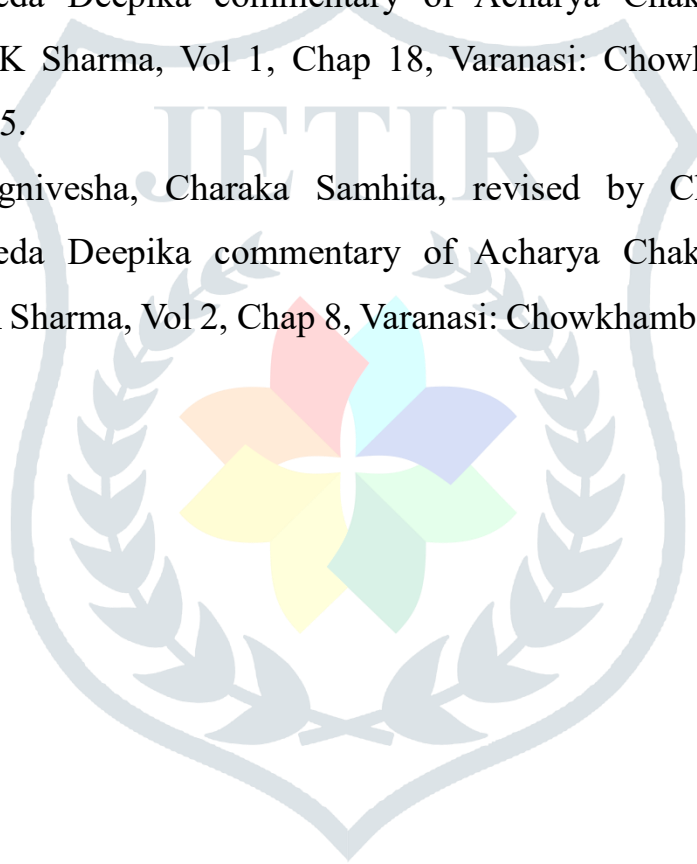 eda Deepika commentary of Acharya Chak
K Sharma, Vol 1, Chap 18, Varanasi: Chowk
5.
JETIR
gnivesha, Charaka Samhita, revised by C
eda Deepika commentary of Acharya Chak
Sharma, Vol 2, Chap 8, Varanasi: Chowkhamb